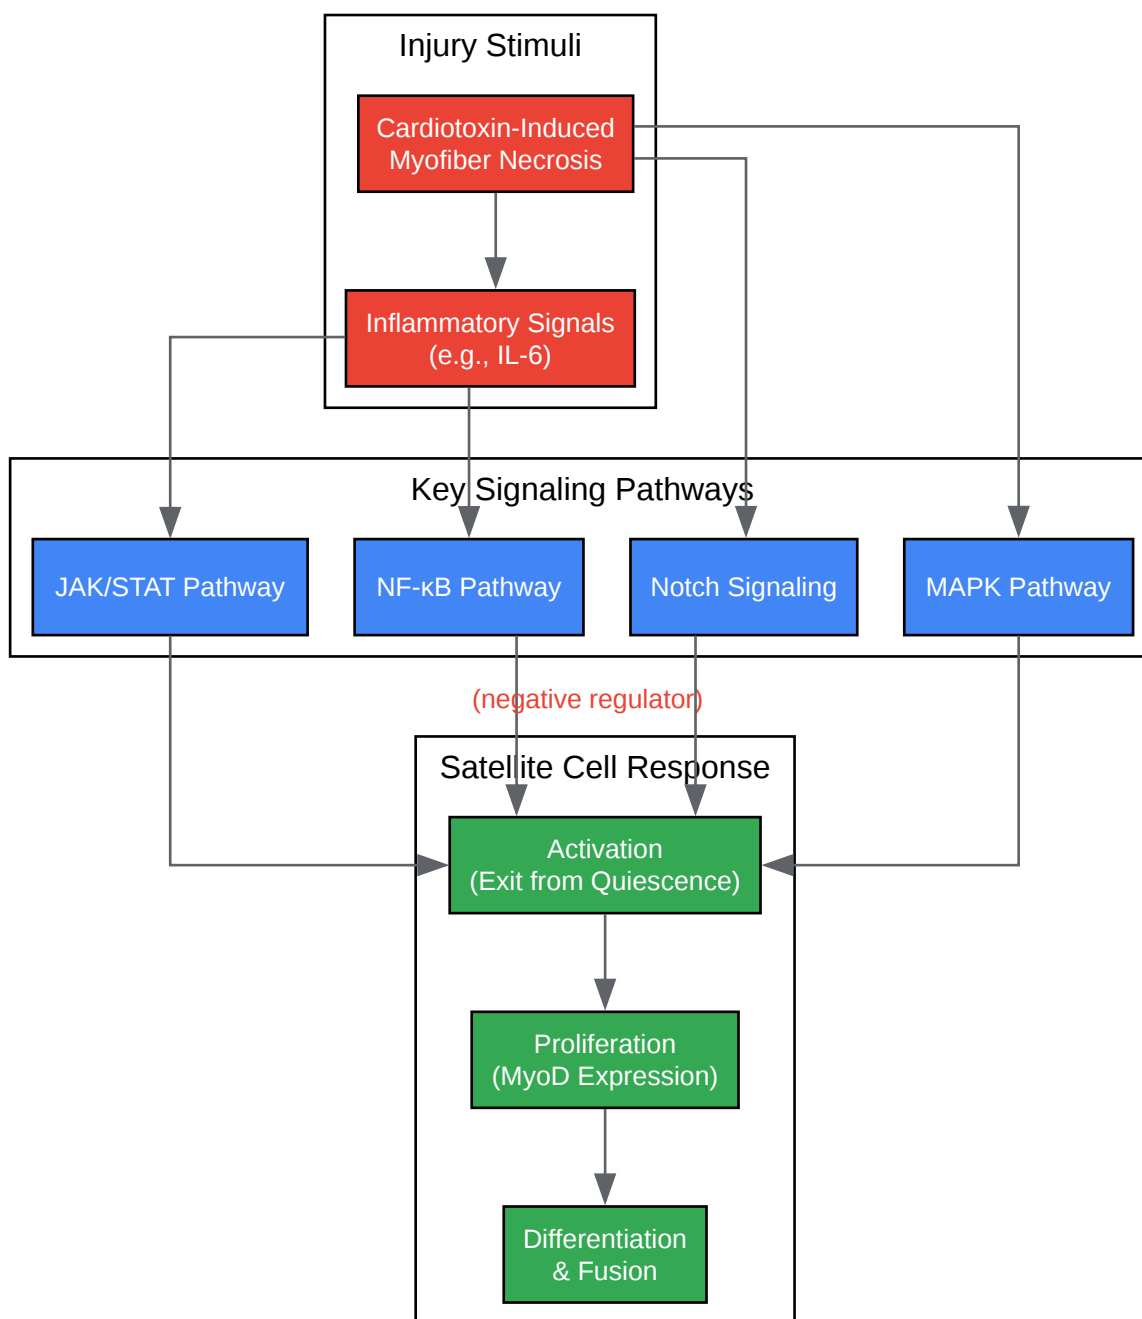 Injury Stimuli
Cardiotoxin-Induced
Myofiber Necrosis
Inflammatory Signals
(e.g., IL-6)
Key Signaling Pathways
JAK/STAT Pathway
NF-κB Pathway
Notch Signaling
MAPK Pathway
(negative regulator)
Satellite Cell Response
Activation
(Exit from Quiescence)
Proliferation
(MyoD Expression)
Differentiation
& Fusion